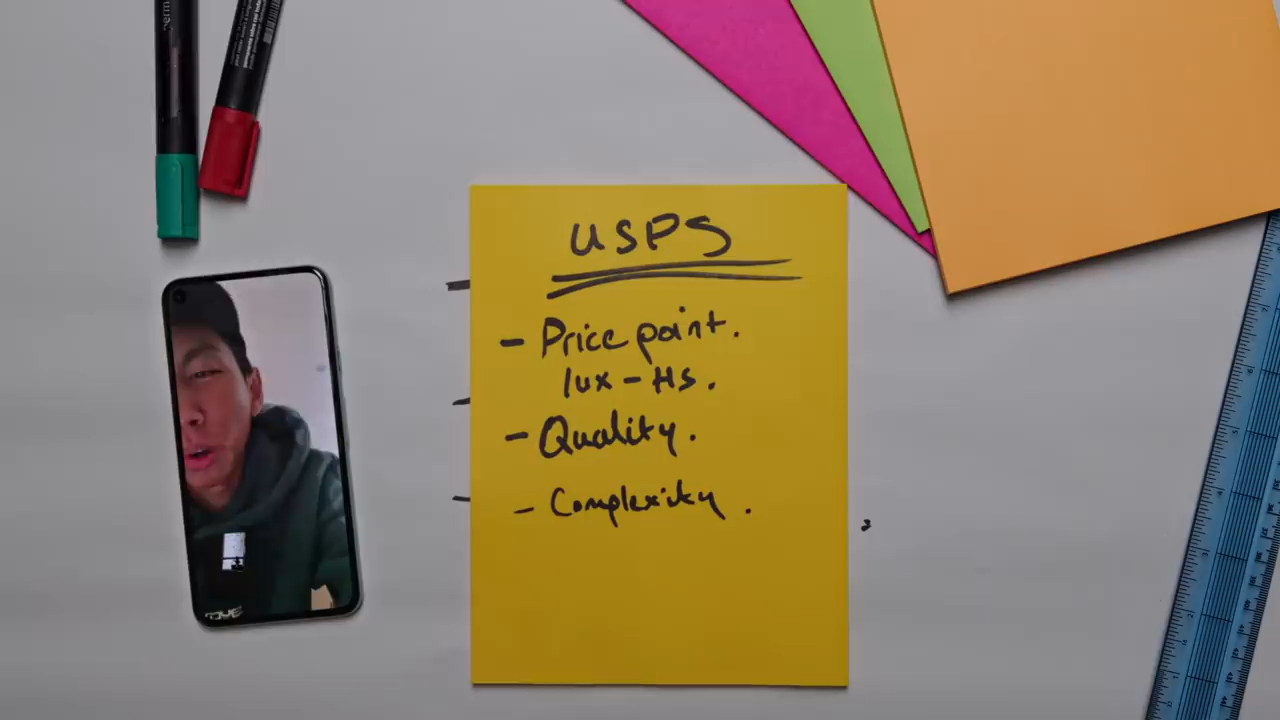 USPS
- Price point.
lux - HS.
- Quality.
- Complexity.